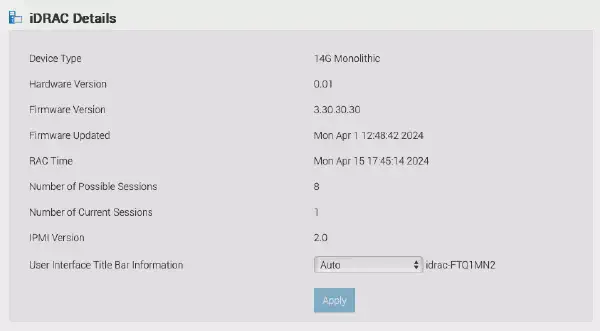 iDRAC Details
Device Type 14G Monolithic
Hardware Version 0.01
Firmware Version 3.30.30.30
Firmware Updated Mon Apr 1 12:48:42 2024
RAC Time Mon Apr 15 17:45:14 2024
Number of Possible Sessions 8
Number of Current Sessions 1
IPMI Version 2.0
User Interface Title Bar Information Auto idrac-FTQ1MN2
Apply